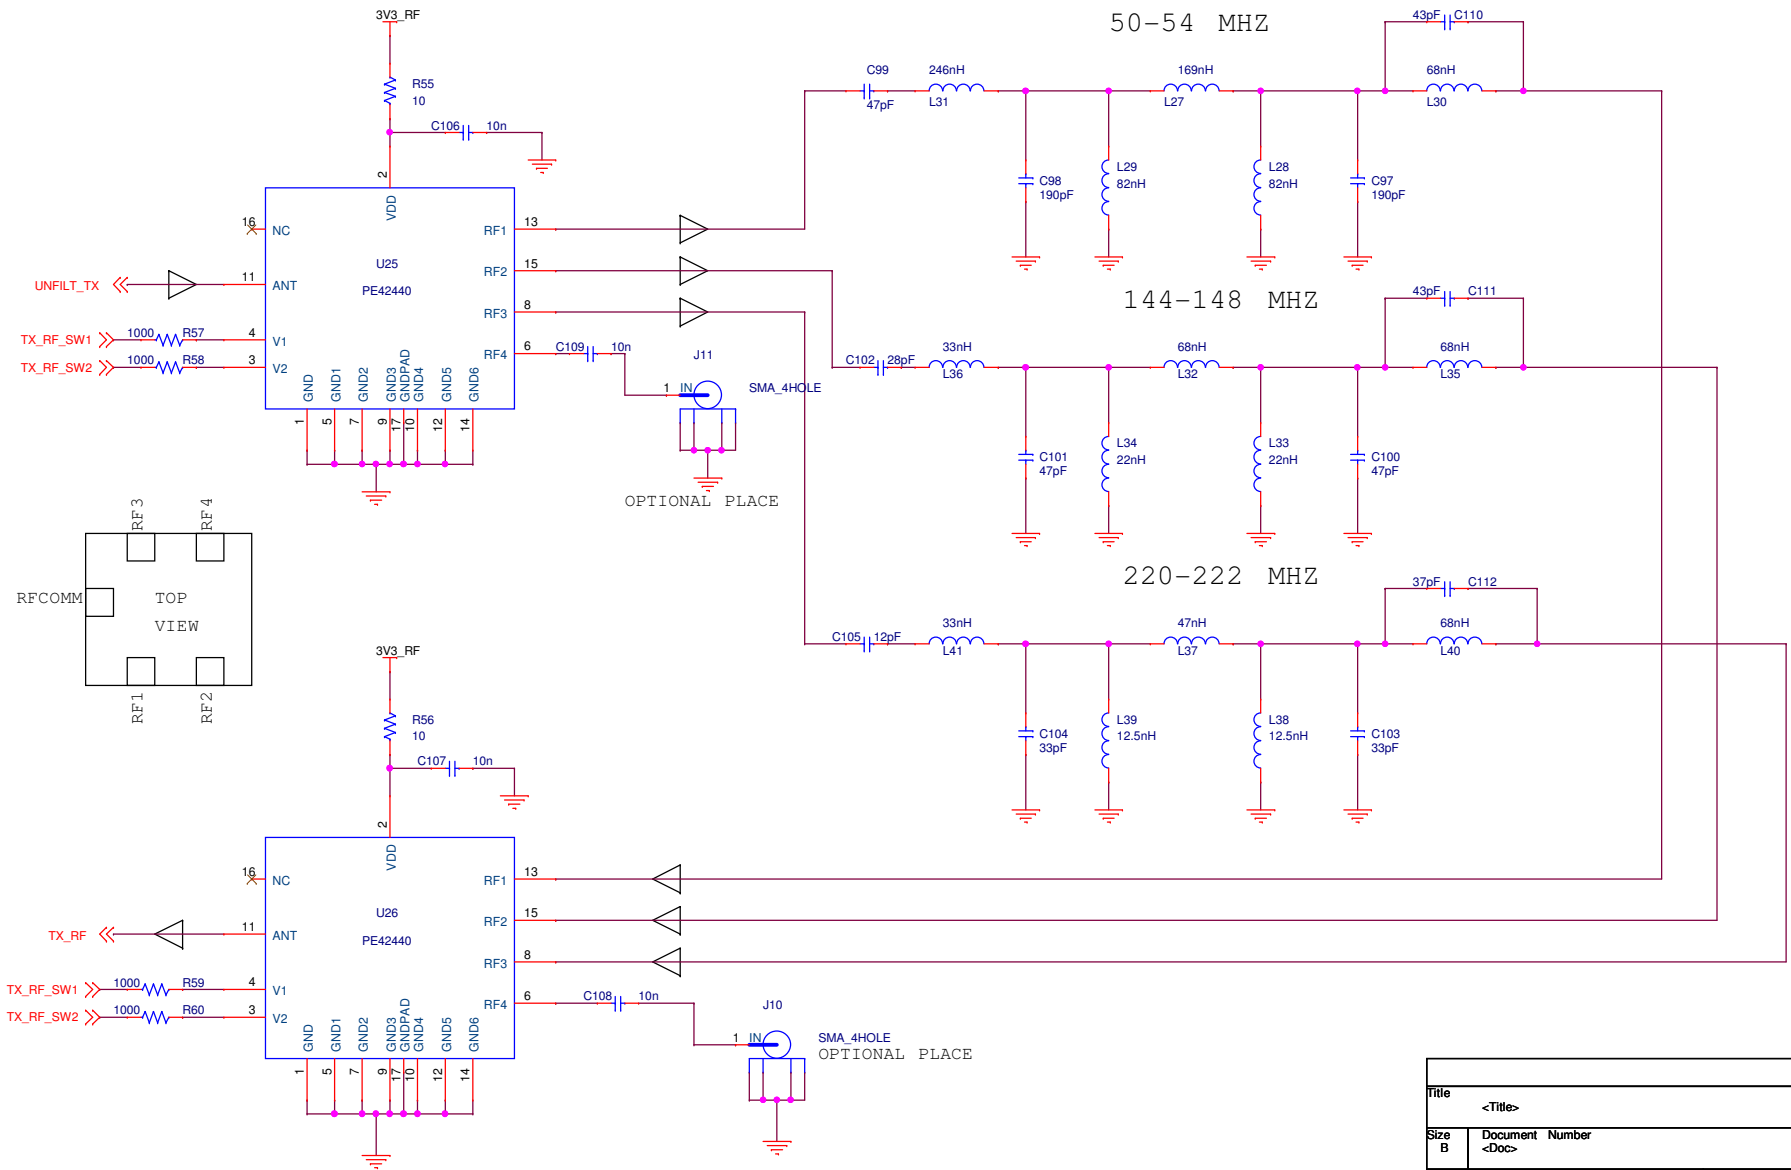 50-54 MHZ
3V3_RF
R55
10
C106 10n
2
VDD
16 NC
U25
PE42440
UNFILT_TX
11 ANT
TX_RF_SW1 1000 R57 4 V1
TX_RF_SW2 1000 R58 3 V2
RF1 13
RF2 15
RF3 8
RF4 6
C109 10n
J11
1 IN
SMA_4HOLE
OPTIONAL PLACE
GND GND1 GND2 GND3 GNDPAD GND4 GND5 GND6
1 5 7 9 17 10 12 14
C99
47pF
246nH
L31
169nH
L27
43pF C110
68nH
L30
C98
190pF
L29
82nH
L28
82nH
C97
190pF
144-148 MHZ
C102 28pF
33nH
L36
68nH
L32
43pF C111
68nH
L35
C101
47pF
L34
22nH
L33
22nH
C100
47pF
220-222 MHZ
C105 12pF
33nH
L41
47nH
L37
37pF C112
68nH
L40
C104
33pF
L39
12.5nH
L38
12.5nH
C103
33pF
RF3 RF4
RFCOMM
TOP
VIEW
RF1 RF2
3V3_RF
R56
10
C107 10n
2
VDD
16 NC
U26
PE42440
TX_RF
11 ANT
TX_RF_SW1 1000 R59 4 V1
TX_RF_SW2 1000 R60 3 V2
RF1 13
RF2 15
RF3 8
RF4 6
C108 10n
J10
1 IN
SMA_4HOLE
OPTIONAL PLACE
GND GND1 GND2 GND3 GNDPAD GND4 GND5 GND6
1 5 7 9 17 10 12 14
Title
<Title>
Size Document Number
B <Doc>